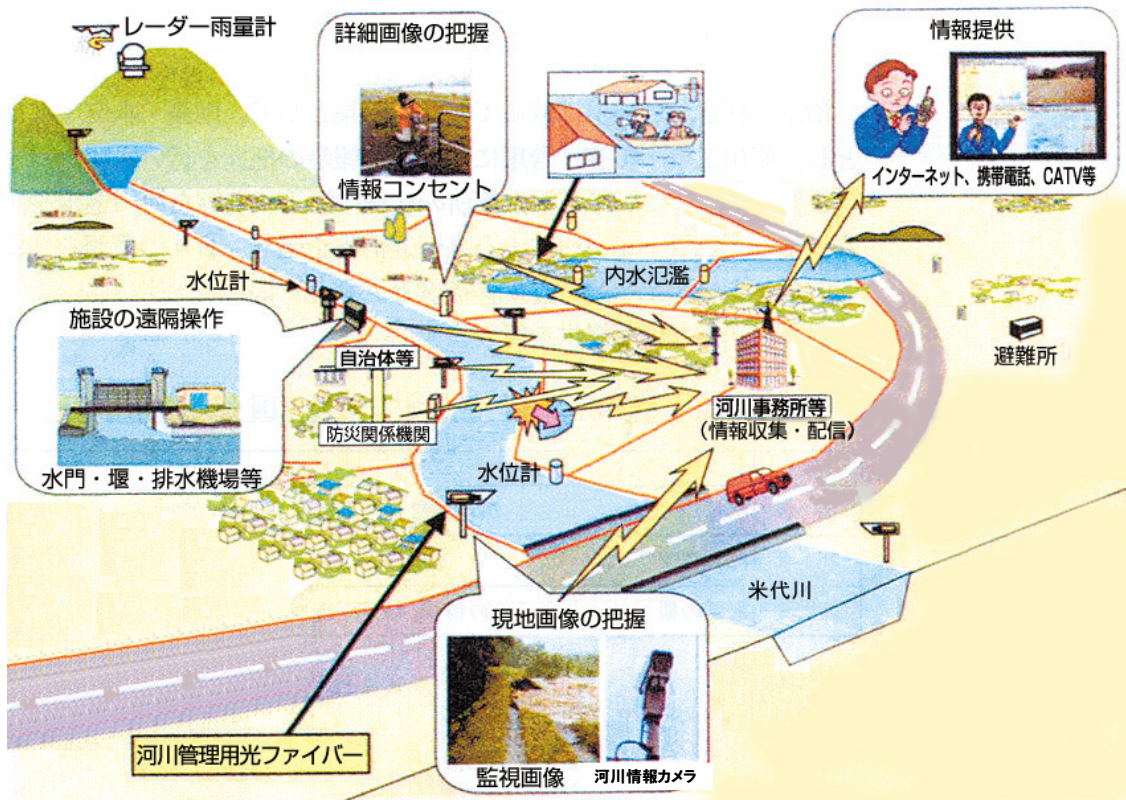 レーダー雨量計
詳細画像の把握
情報コンセント
情報提供
インターネット、携帯電話、CATV等
水位計
内水氾濫
施設の遠隔操作
水門・堰・排水機場等
自治体等
防災関係機関
避難所
河川事務所等
(情報収集・配信)
水位計
米代川
現地画像の把握
監視画像
河川情報カメラ
河川管理用光ファイバー